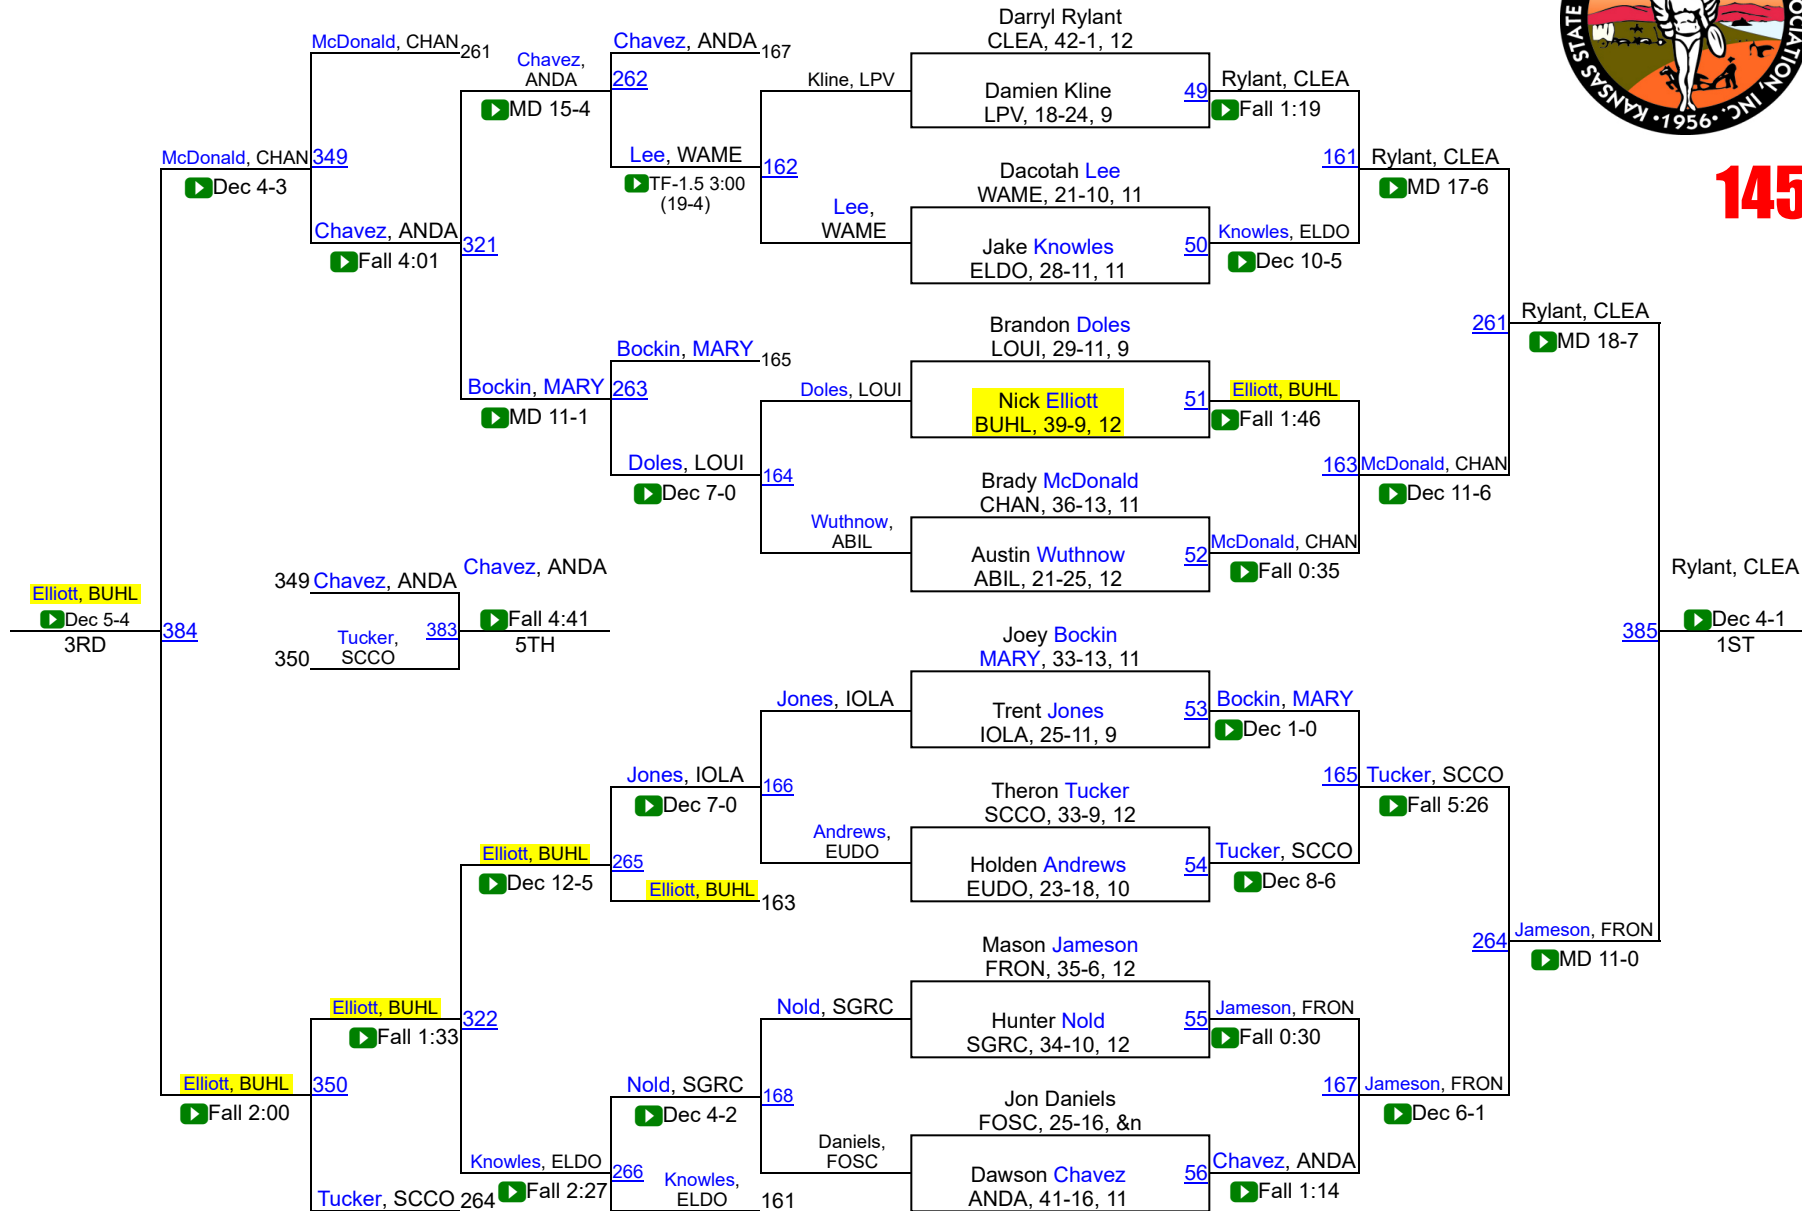 KANSAS STATE
OCIATION, INC.
•1956•
145
McDonald, CHAN
261
McDonald, CHAN
349
Dec 4-3
Chavez, ANDA
Fall 4:01
321
Chavez,
ANDA
MD 15-4
Chavez, ANDA
167
262
Lee, WAME
TF-1.5 3:00
(19-4)
162
Kline, LPV
Lee,
WAME
Bockin, MARY
165
Bockin, MARY
263
MD 11-1
Doles, LOUI
Dec 7-0
164
Doles, LOUI
Wuthnow,
ABIL
Elliott, BUHL
Dec 5-4
3RD
384
349
Chavez, ANDA
Chavez, ANDA
Tucker,
SCCO
350
383
Fall 4:41
5TH
Jones, IOLA
Jones, IOLA
Dec 7-0
166
Andrews,
EUDO
Elliott, BUHL
Dec 12-5
265
Elliott, BUHL
163
Elliott, BUHL
Fall 1:33
322
Elliott, BUHL
Fall 2:00
350
Nold, SGRC
Nold, SGRC
Dec 4-2
168
Daniels,
FOSC
Knowles, ELDO
Fall 2:27
266
Knowles,
ELDO
161
Tucker, SCCO
264
Darryl Rylant
CLEA, 42-1, 12
Damien Kline
LPV, 18-24, 9
49
Rylant, CLEA
Fall 1:19
Dacotah Lee
WAME, 21-10, 11
Jake Knowles
ELDO, 28-11, 11
50
Knowles, ELDO
Dec 10-5
161
Rylant, CLEA
MD 17-6
Brandon Doles
LOUI, 29-11, 9
Nick Elliott
BUHL, 39-9, 12
51
Elliott, BUHL
Fall 1:46
Brady McDonald
CHAN, 36-13, 11
Austin Wuthnow
ABIL, 21-25, 12
52
McDonald, CHAN
Fall 0:35
163
McDonald, CHAN
Dec 11-6
261
Rylant, CLEA
MD 18-7
Joey Bockin
MARY, 33-13, 11
Trent Jones
IOLA, 25-11, 9
53
Bockin, MARY
Dec 1-0
Theron Tucker
SCCO, 33-9, 12
Holden Andrews
EUDO, 23-18, 10
54
Tucker, SCCO
Dec 8-6
165
Tucker, SCCO
Fall 5:26
Mason Jameson
FRON, 35-6, 12
Hunter Nold
SGRC, 34-10, 12
55
Jameson, FRON
Fall 0:30
Jon Daniels
FOSC, 25-16, &n
Dawson Chavez
ANDA, 41-16, 11
56
Chavez, ANDA
Fall 1:14
167
Jameson, FRON
Dec 6-1
264
Jameson, FRON
MD 11-0
385
Rylant, CLEA
Dec 4-1
1ST